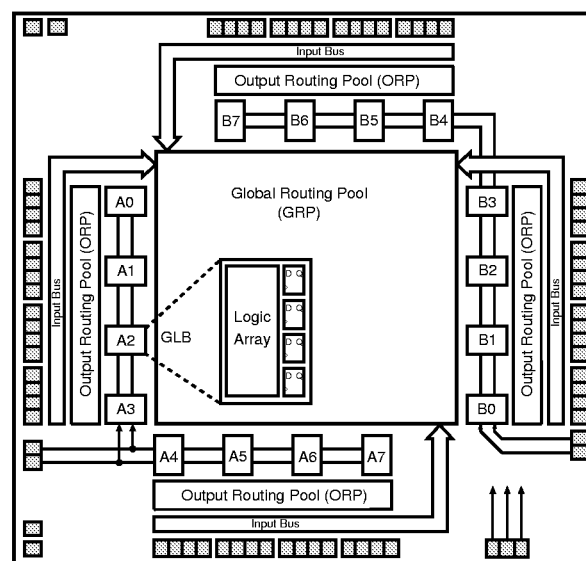 Input Bus
Output Routing Pool (ORP)
B7 B6 B5 B4
Global Routing Pool
(GRP)
Input Bus
Output Routing Pool (ORP)
A0
A1
A2
A3
GLB
Logic
Array
D Q
D Q
D Q
D Q
B3
B2
B1
B0
Output Routing Pool (ORP)
Input Bus
A4 A5 A6 A7
Output Routing Pool (ORP)
Input Bus